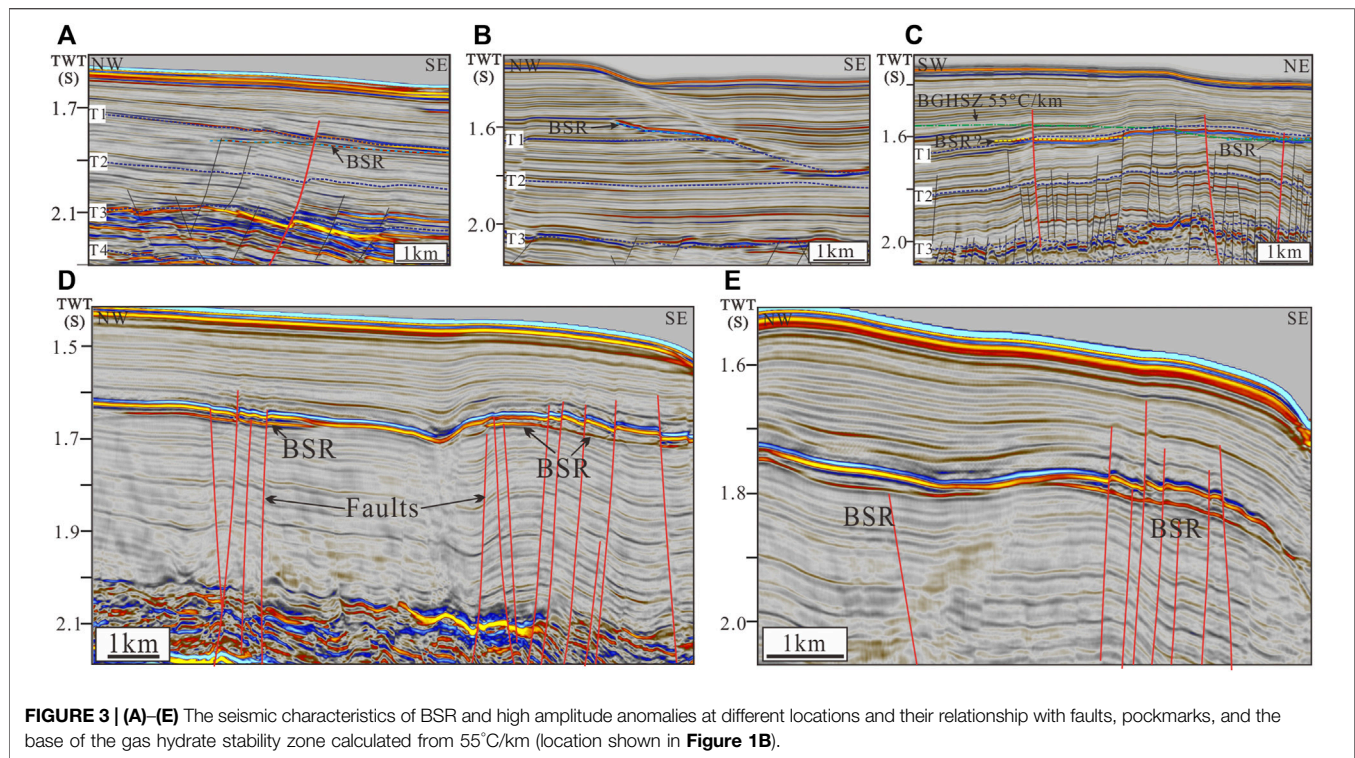 A
TWT
(S)
NW
SE
1.7
T1
BSR
T2
2.1
T3
T4
1km
B
TWT
(S)
NW
SE
BSR
1.6
T1
T2
2.0
T3
1km
C
TWT
(S)
SW
NE
BGHSZ 55°C/km
1.6
BSR?
BSR
T1
T2
2.0
T3
1km
D
TWT
(S)
NW
SE
1.5
1.7
BSR
BSR
Faults
1.9
2.1
1km
E
TWT
(S)
NW
SE
1.6
1.8
BSR
BSR
2.0
1km
FIGURE 3 | (A)–(E) The seismic characteristics of BSR and high amplitude anomalies at different locations and their relationship with faults, pockmarks, and the
base of the gas hydrate stability zone calculated from 55°C/km (location shown in Figure 1B).